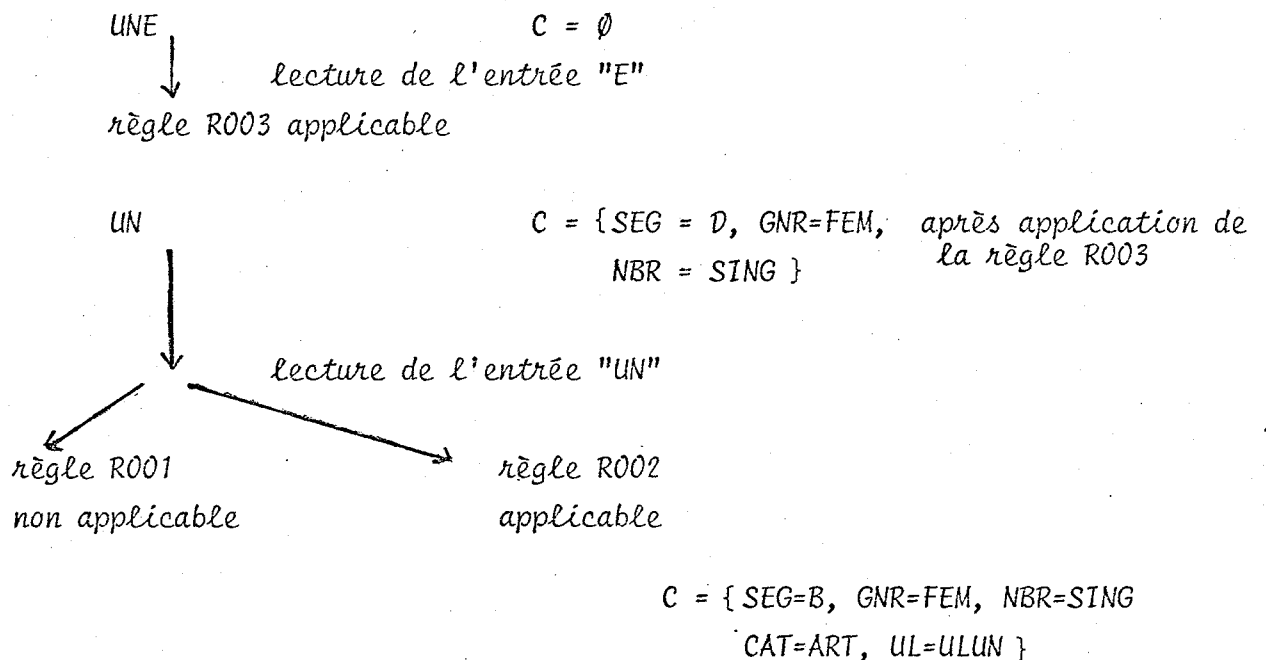 UNE C = Ø
lecture de l'entrée "E"
règle R003 applicable
UN C = { SEG = D, GNR=FEM, après application de
NBR = SING } la règle R003
lecture de l'entrée "UN"
règle R001 règle R002
non applicable applicable
C = { SEG=B, GNR=FEM, NBR=SING
CAT=ART, UL=ULUN }